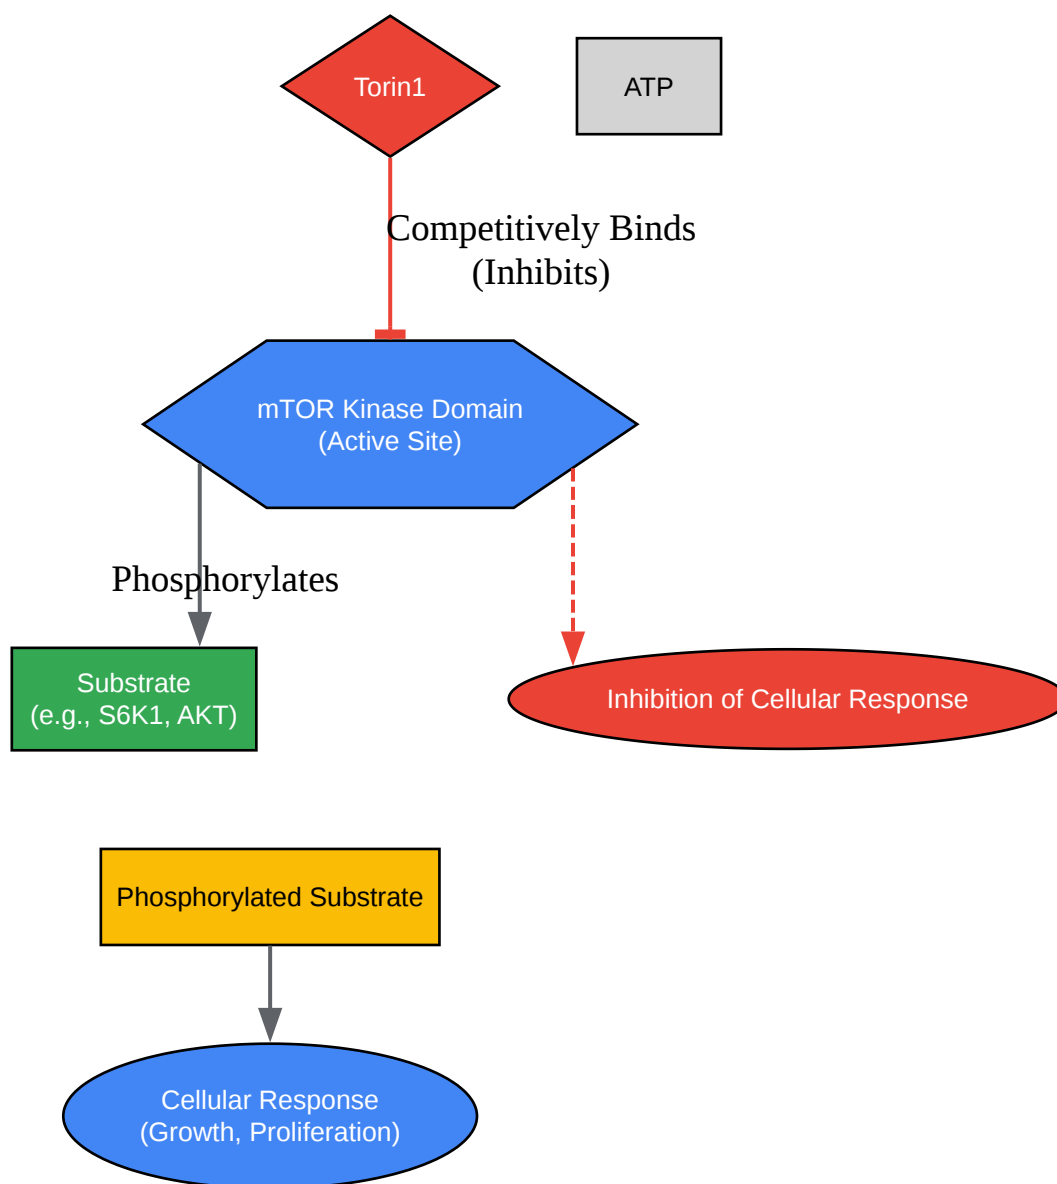 Torin1
ATP
Competitively Binds
(Inhibits)
mTOR Kinase Domain
(Active Site)
Phosphorylates
Substrate
(e.g., S6K1, AKT)
Inhibition of Cellular Response
Phosphorylated Substrate
Cellular Response
(Growth, Proliferation)